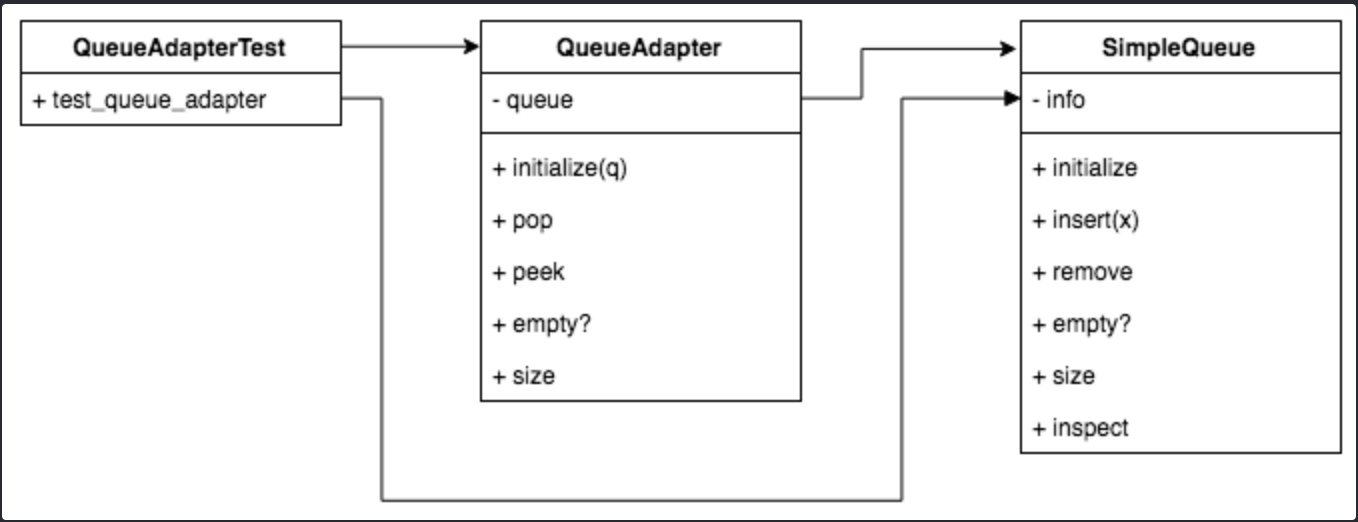 QueueAdapterTest
+ test_queue_adapter
QueueAdapter
- queue
+ initialize(q)
+ pop
+ peek
+ empty?
+ size
SimpleQueue
- info
+ initialize
+ insert(x)
+ remove
+ empty?
+ size
+ inspect